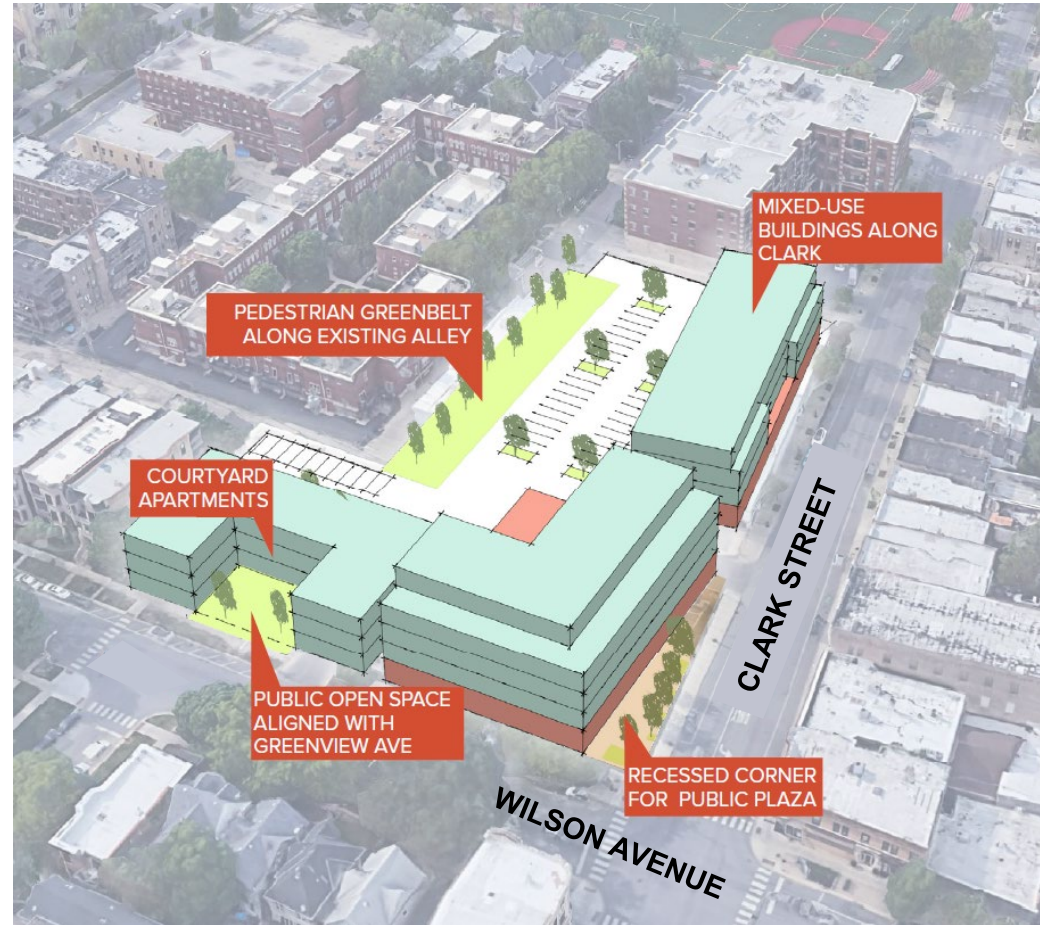 MIXED-USE
BUILDINGS ALONG
CLARK
PEDESTRIAN GREENBELT
ALONG EXISTING ALLEY
COURTYARD
APARTMENTS
CLARK STREET
PUBLIC OPEN SPACE
ALIGNED WITH
GREENVIEW AVE
RECESSED CORNER
FOR PUBLIC PLAZA
WILSON AVENUE